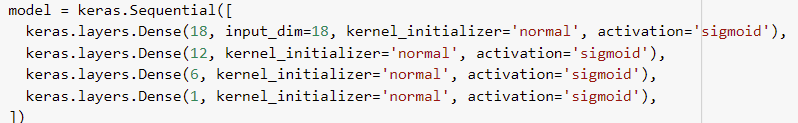 model = keras.Sequential([
  keras.layers.Dense(18, input_dim=18, kernel_initializer='normal', activation='sigmoid'),
  keras.layers.Dense(12, kernel_initializer='normal', activation='sigmoid'),
  keras.layers.Dense(6, kernel_initializer='normal', activation='sigmoid'),
  keras.layers.Dense(1, kernel_initializer='normal', activation='sigmoid'),
])